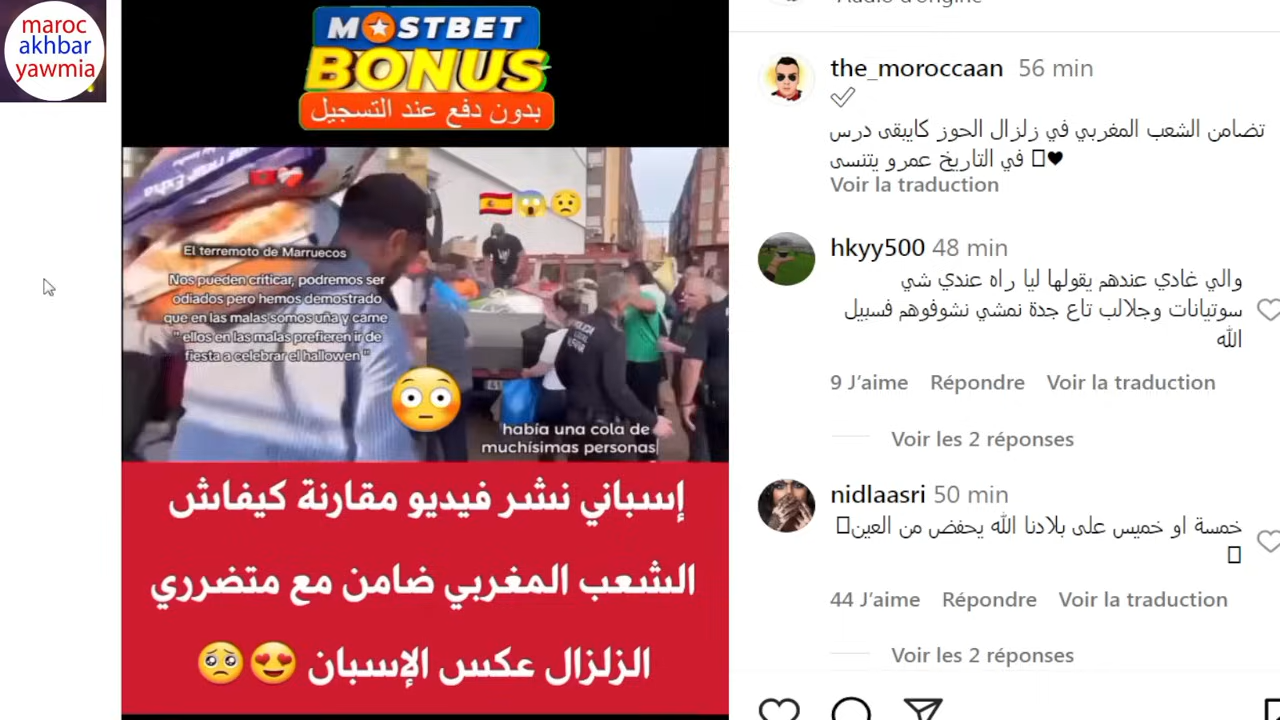 maroc
akhbar
yawmia
MOSTBET
BONUS
بدون دفع عند التسجيل
El terremoto de Marruecos
Nos pueden criticar, podremos ser
odiados pero hemos demostrado
que en las malas somos uña y carne
" ellos en las malas prefieren ir de
fiesta a celebrar el hallowen "
había una cola de
muchísimas personas
إسباني نشر فيديو مقارنة كيفاش
الشعب المغربي ضامن مع متضرري
الزلزال عكس الإسبان 😍🥺
the_moroccaan 56 min
تضامن الشعب المغربي في زلزال الحوز كايبقى درس
في التاريخ عمرو يتنسى
Voir la traduction
hkyy500 48 min
والي غادي عندهم يقولها ليا راه عندي شي
سوتيانات وجلالب تاع جدة نمشي نشوفوهم فسبيل
الله
9 J’aime Répondre Voir la traduction
Voir les 2 réponses
nidlaasri 50 min
خمسة او خميس على بلادنا الله يحفض من العين
44 J’aime Répondre Voir la traduction
Voir les 2 réponses